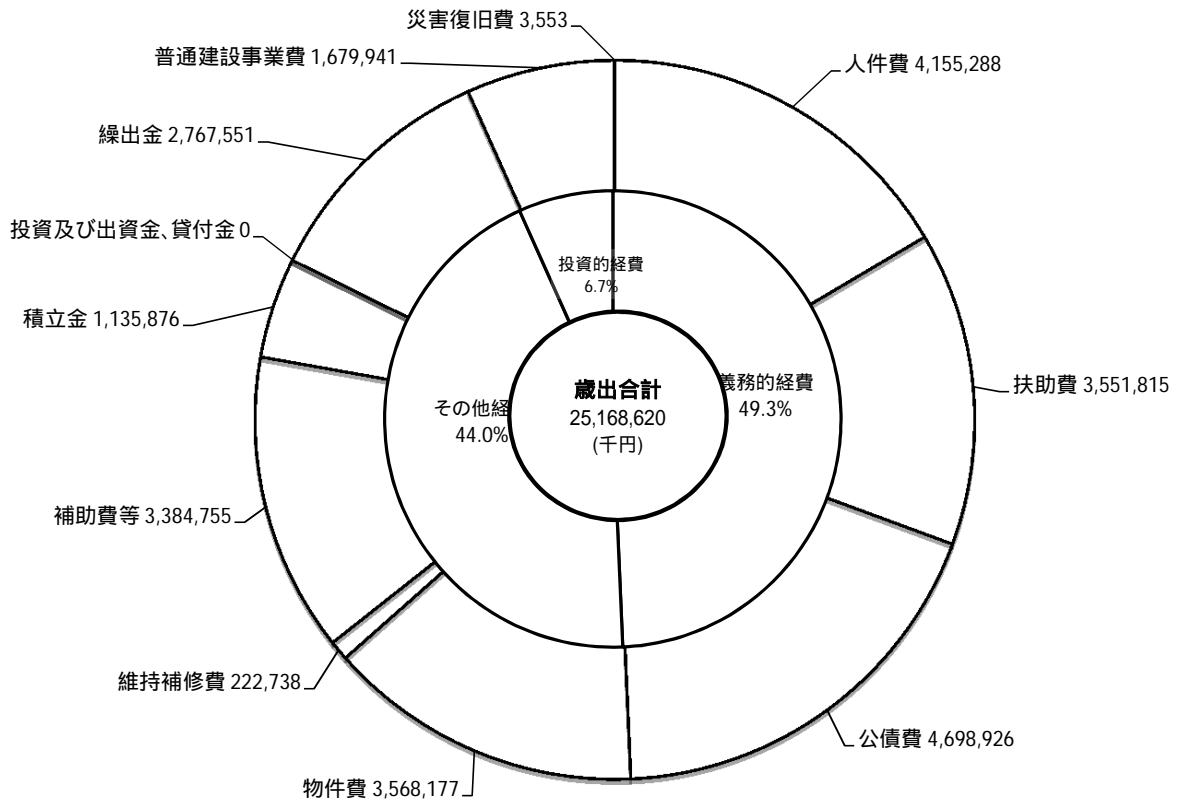 災害復旧費 3,553
普通建設事業費 1,679,941
人件費 4,155,288
繰出金 2,767,551
投資及び出資金、貸付金 0
投資的経費
6.7%
積立金 1,135,876
扶助費 3,551,815
義務的経費
49.3%
歳出合計
25,168,620
(千円)
その他経
44.0%
補助費等 3,384,755
維持補修費 222,738
公債費 4,698,926
物件費 3,568,177